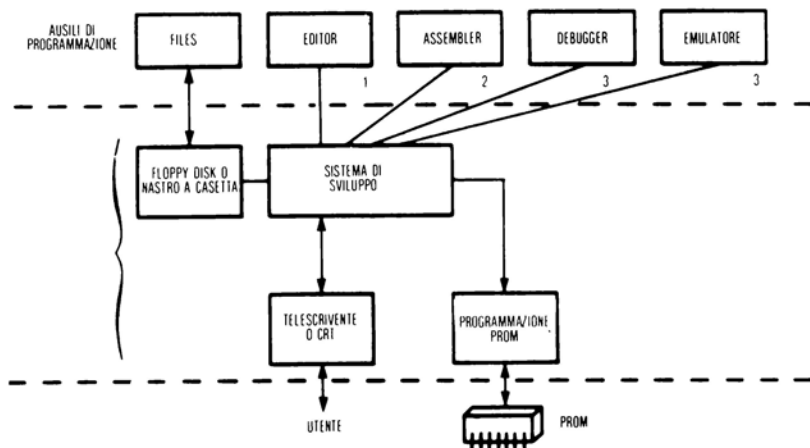 AUSILI DI
PROGRAMMAZIONE
FILES
EDITOR
ASSEMBLER
DEBUGGER
EMULATORE
1
2
3
3
FLOPPY DISK O
NASTRO A CASETTA
SISTEMA DI
SVILUPPO
TELESCRIVENTE
O CRT
PROGRAMMAZIONE
PROM
UTENTE
PROM